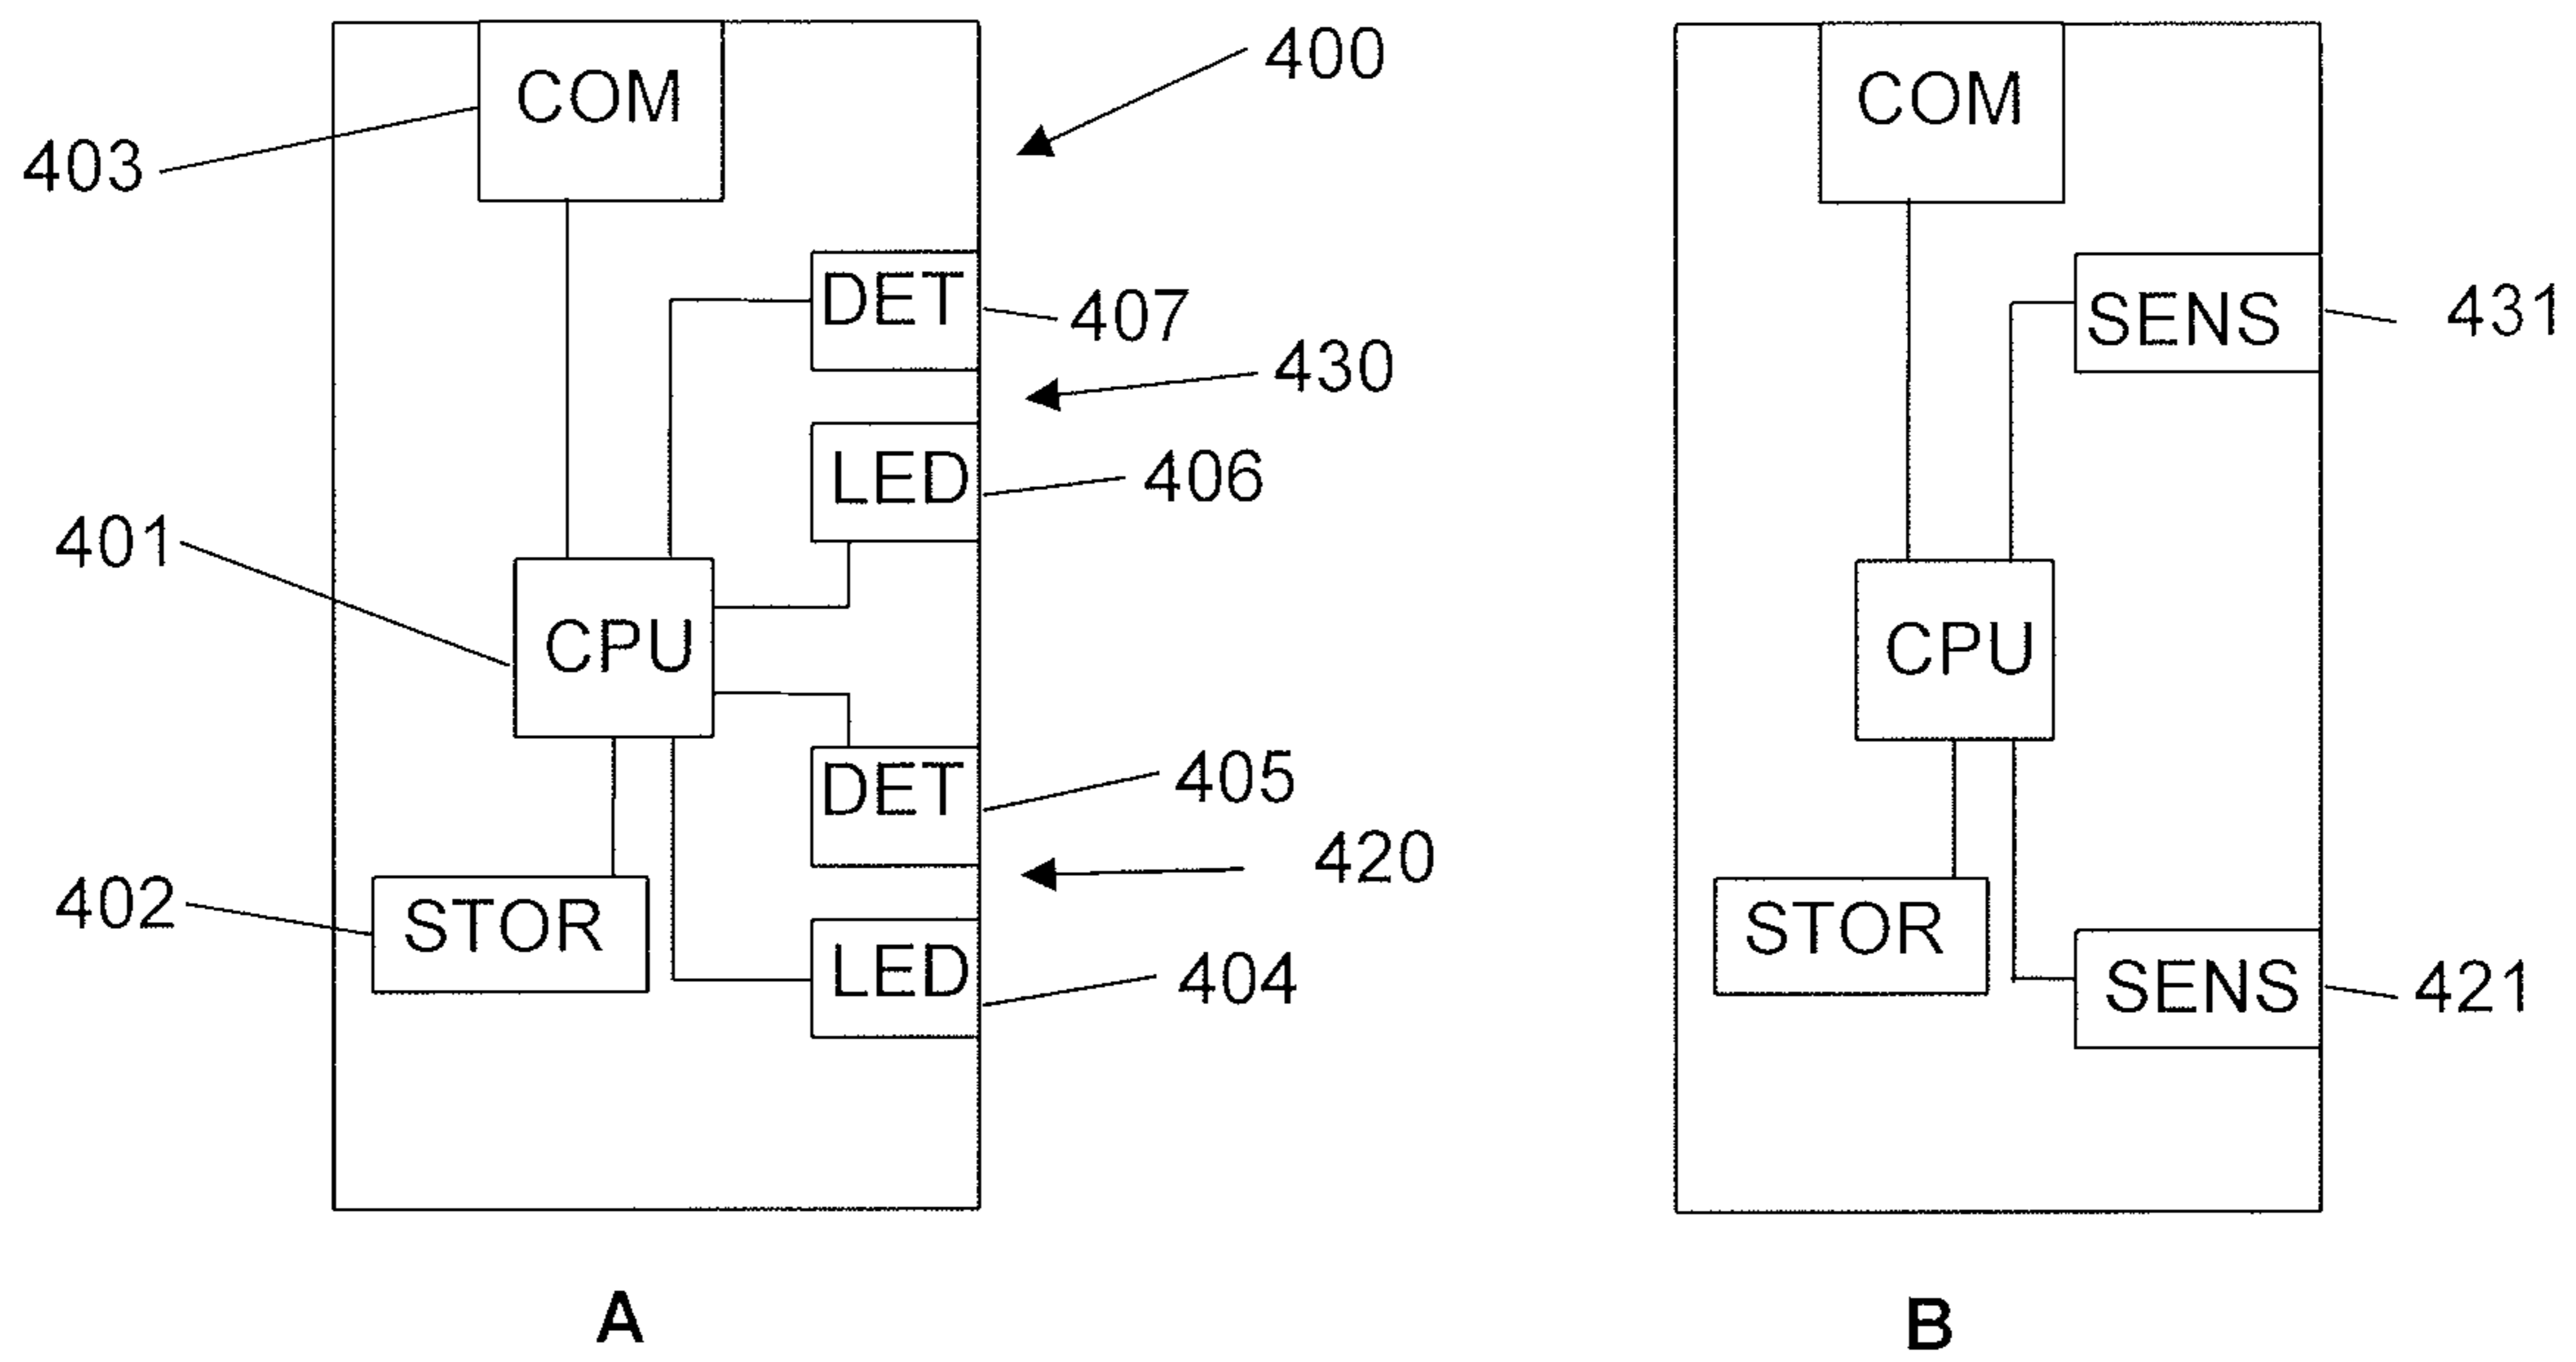 COM
400
403
DET
407
430
LED
406
401
CPU
DET
405
420
402
STOR
LED
404
A
COM
SENS
431
CPU
STOR
SENS
421
B